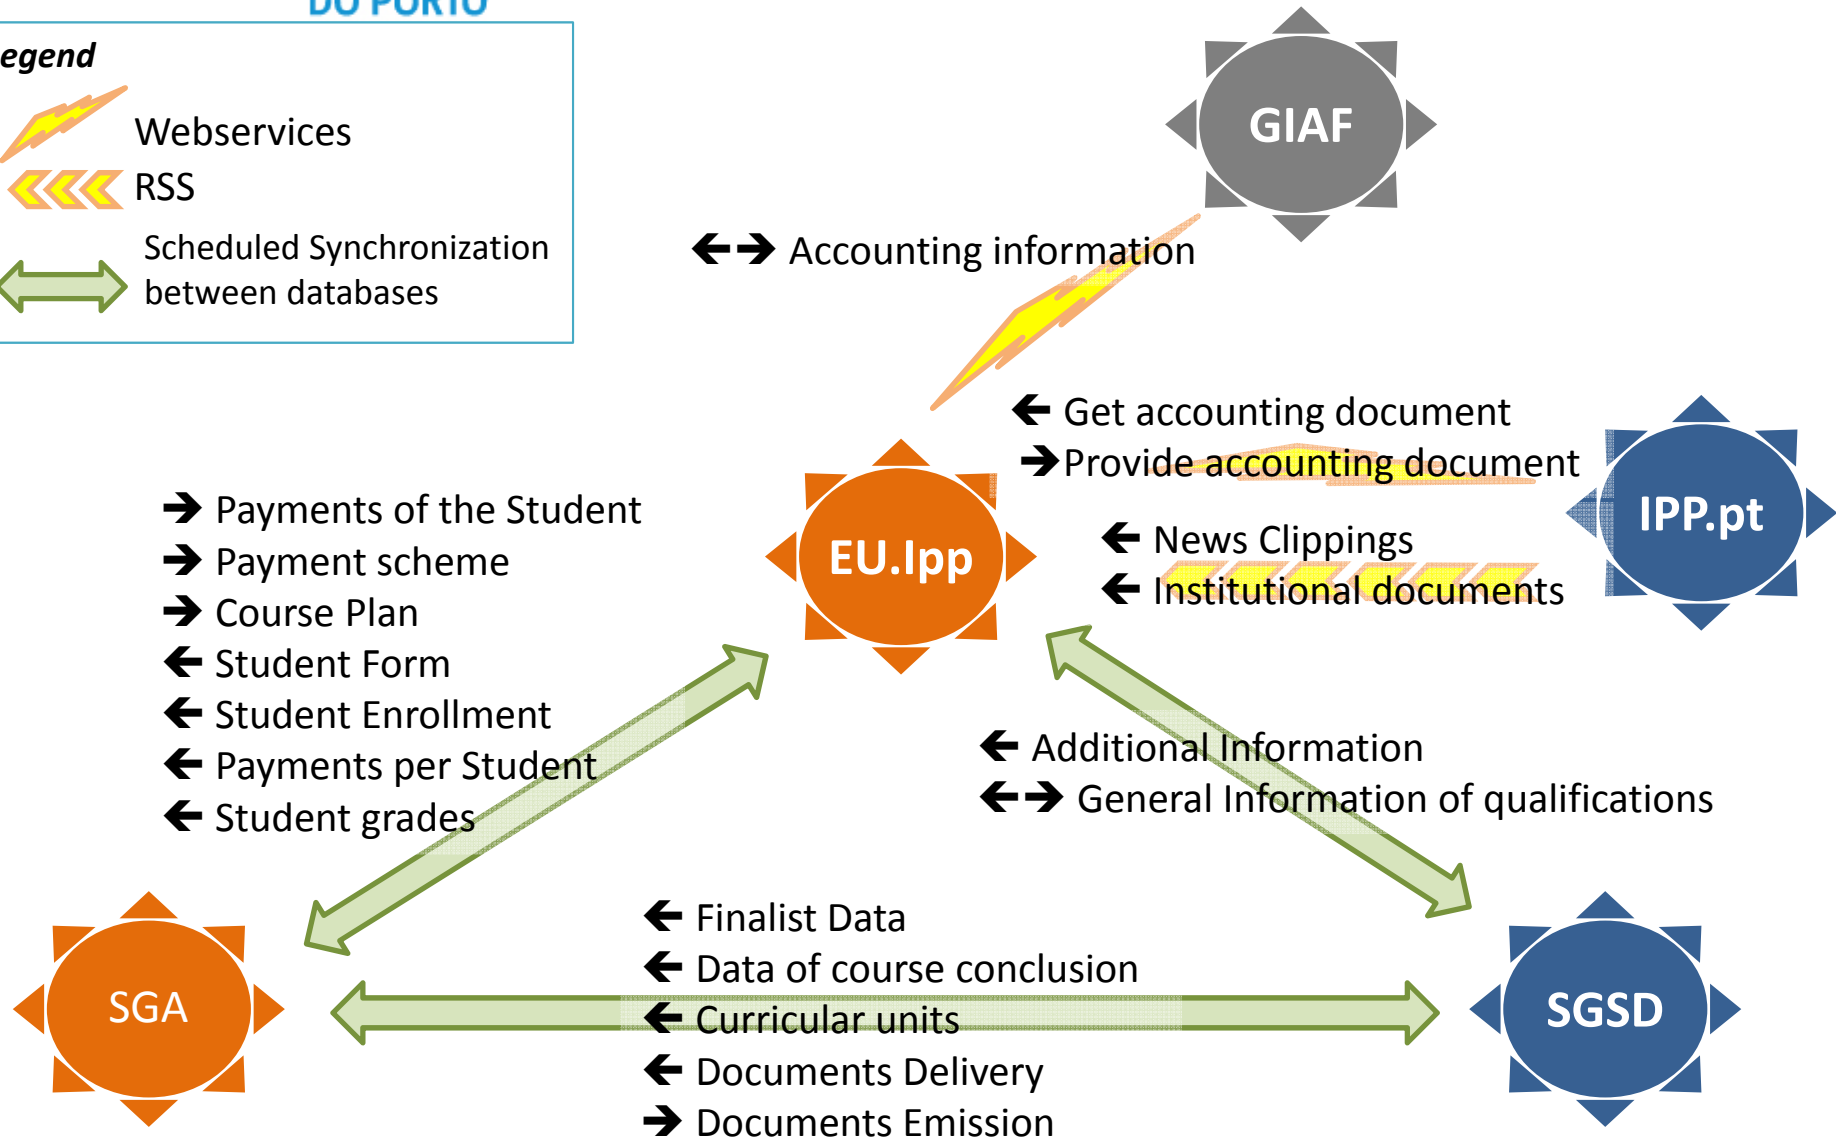 DO PORTO
egend
Webservices
RSS
Scheduled Synchronization
between databases
GIAF
←→ Accounting information
← Get accounting document
→Provide accounting document
IPP.pt
← News Clippings
← Institutional documents
EU.Ipp
→ Payments of the Student
→ Payment scheme
→ Course Plan
← Student Form
← Student Enrollment
← Payments per Student
← Student grades
← Additional Information
←→ General Information of qualifications
SGA
← Finalist Data
← Data of course conclusion
← Curricular units
← Documents Delivery
→ Documents Emission
SGSD